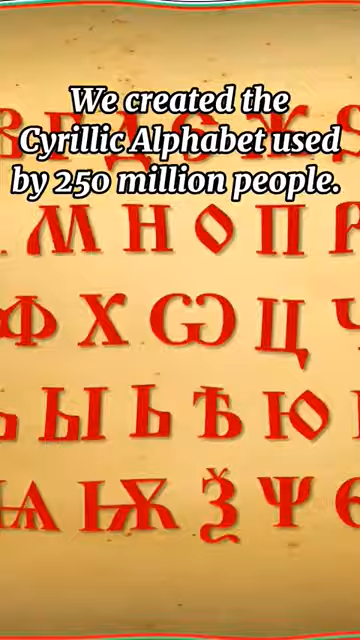 We created the
Cyrillic Alphabet used
by 250 million people.
В Г Д Є Ж Ѕ
М Н О П Р
Ф Х Ѡ Ц Ч
Ъ Ы Ь Ѣ Ю
Ѩ Ѭ Ѯ Ѱ Ѳ